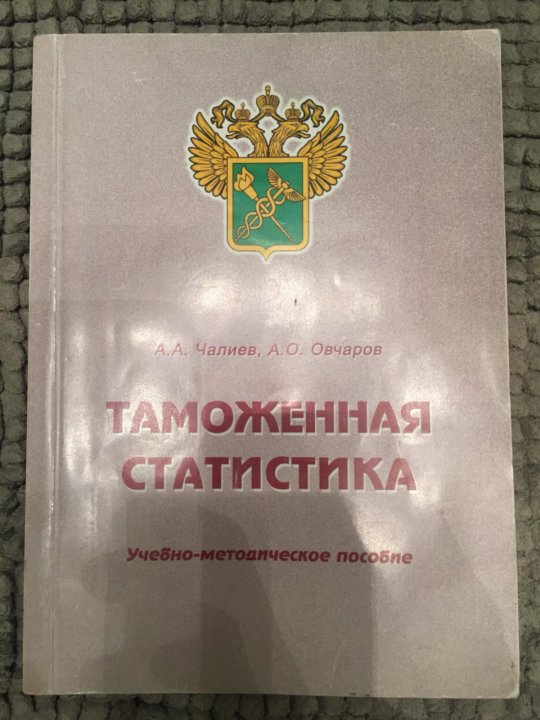 А.А. Чалиев, А.О. Овчаров
ТАМОЖЕННАЯ
СТАТИСТИКА
Учебно-методическое пособие